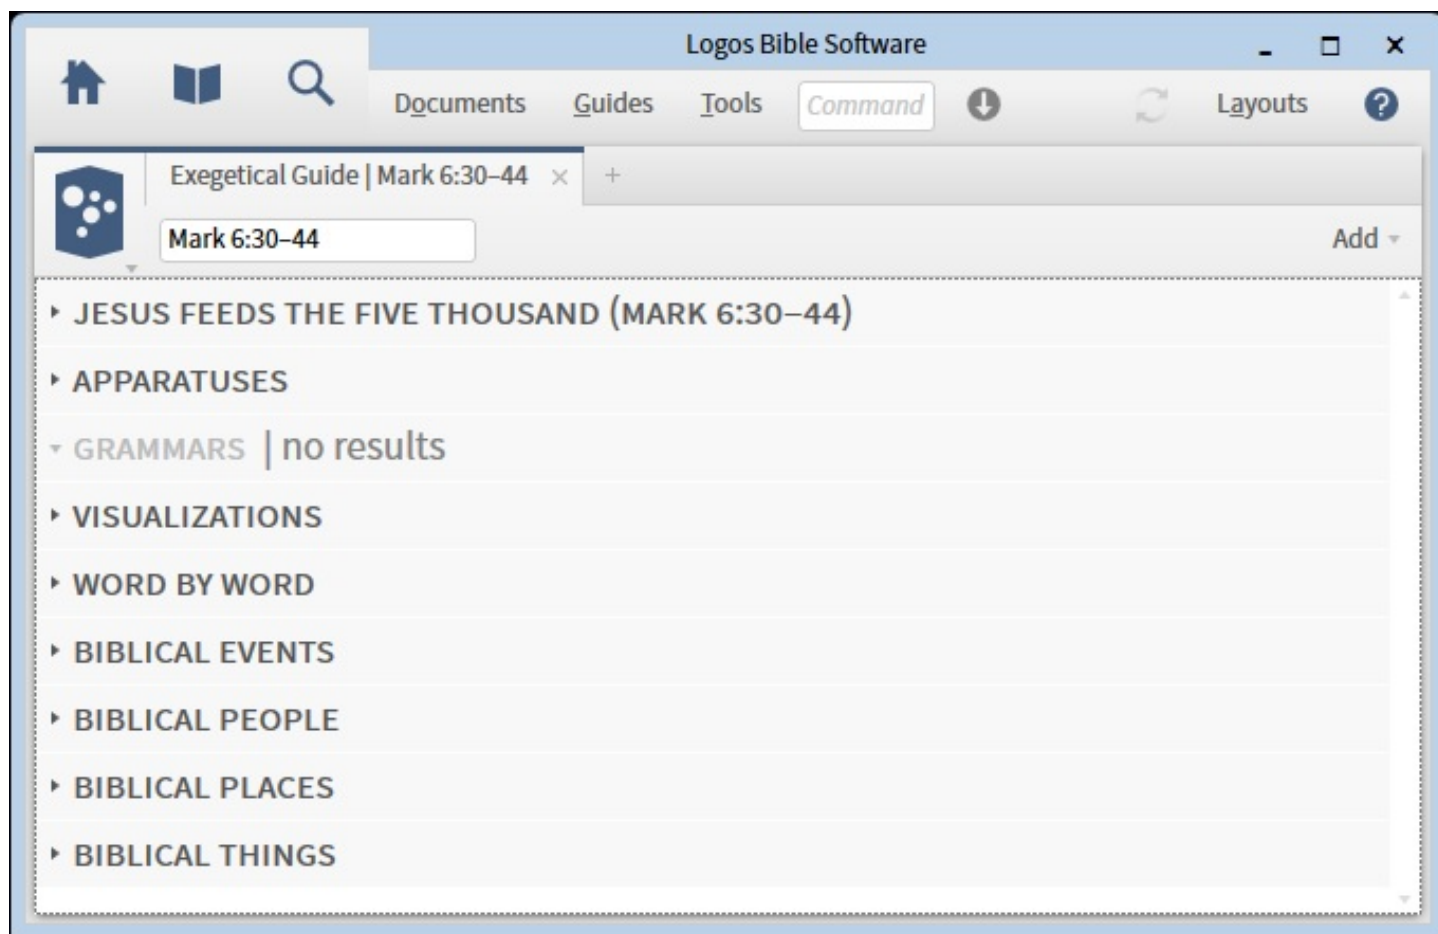 Logos Bible Software
Documents Guides Tools Command Layouts ?
Exegetical Guide | Mark 6:30–44 × +
Mark 6:30–44 Add
JESUS FEEDS THE FIVE THOUSAND (MARK 6:30–44)
APPARATUSES
GRAMMARS | no results
VISUALIZATIONS
WORD BY WORD
BIBLICAL EVENTS
BIBLICAL PEOPLE
BIBLICAL PLACES
BIBLICAL THINGS